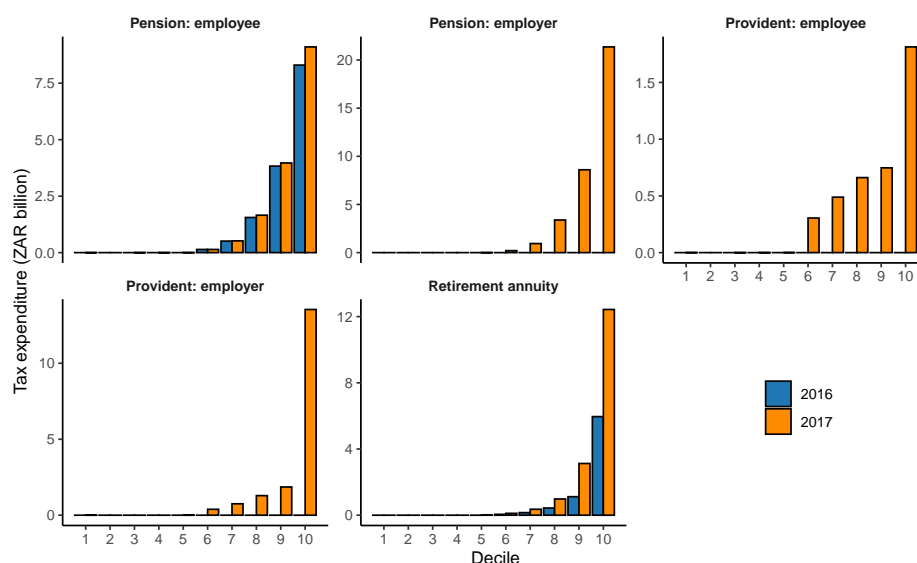 Pension: employee
Pension: employer
Provident: employee
7.5
5.0
2.5
0.0
20
15
10
5
0
1.5
1.0
0.5
0.0
1 2 3 4 5 6 7 8 9 10
Provident: employer
Retirement annuity
10
5
0
12
8
4
0
1 2 3 4 5 6 7 8 9 10
1 2 3 4 5 6 7 8 9 10
Tax expenditure (ZAR billion)
Decile
2016
2017